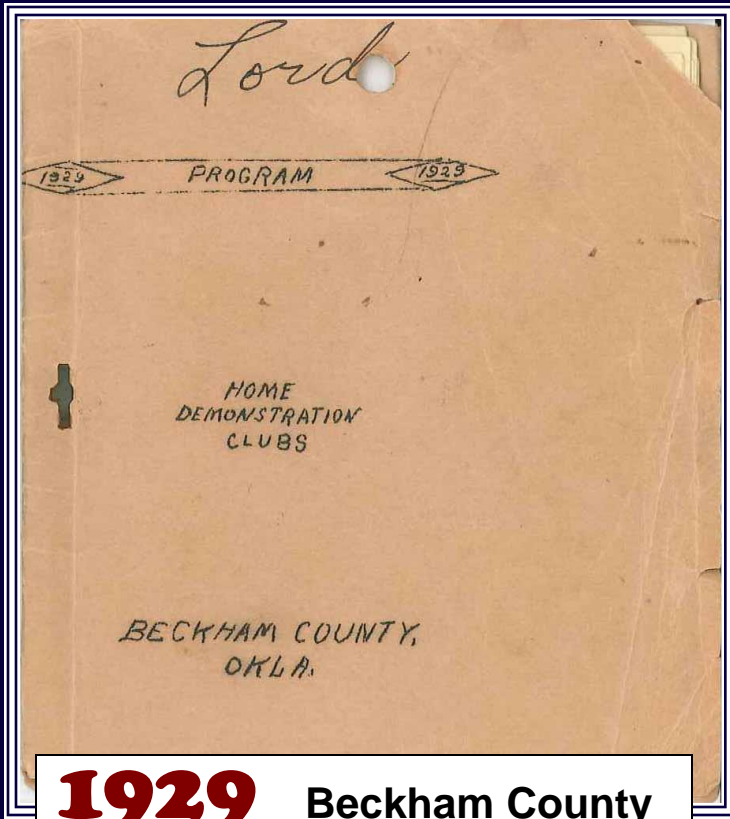 Lord
1929 PROGRAM 1929
HOME
DEMONSTRATION
CLUBS
BECKHAM COUNTY,
OKLA.
1929 Beckham County